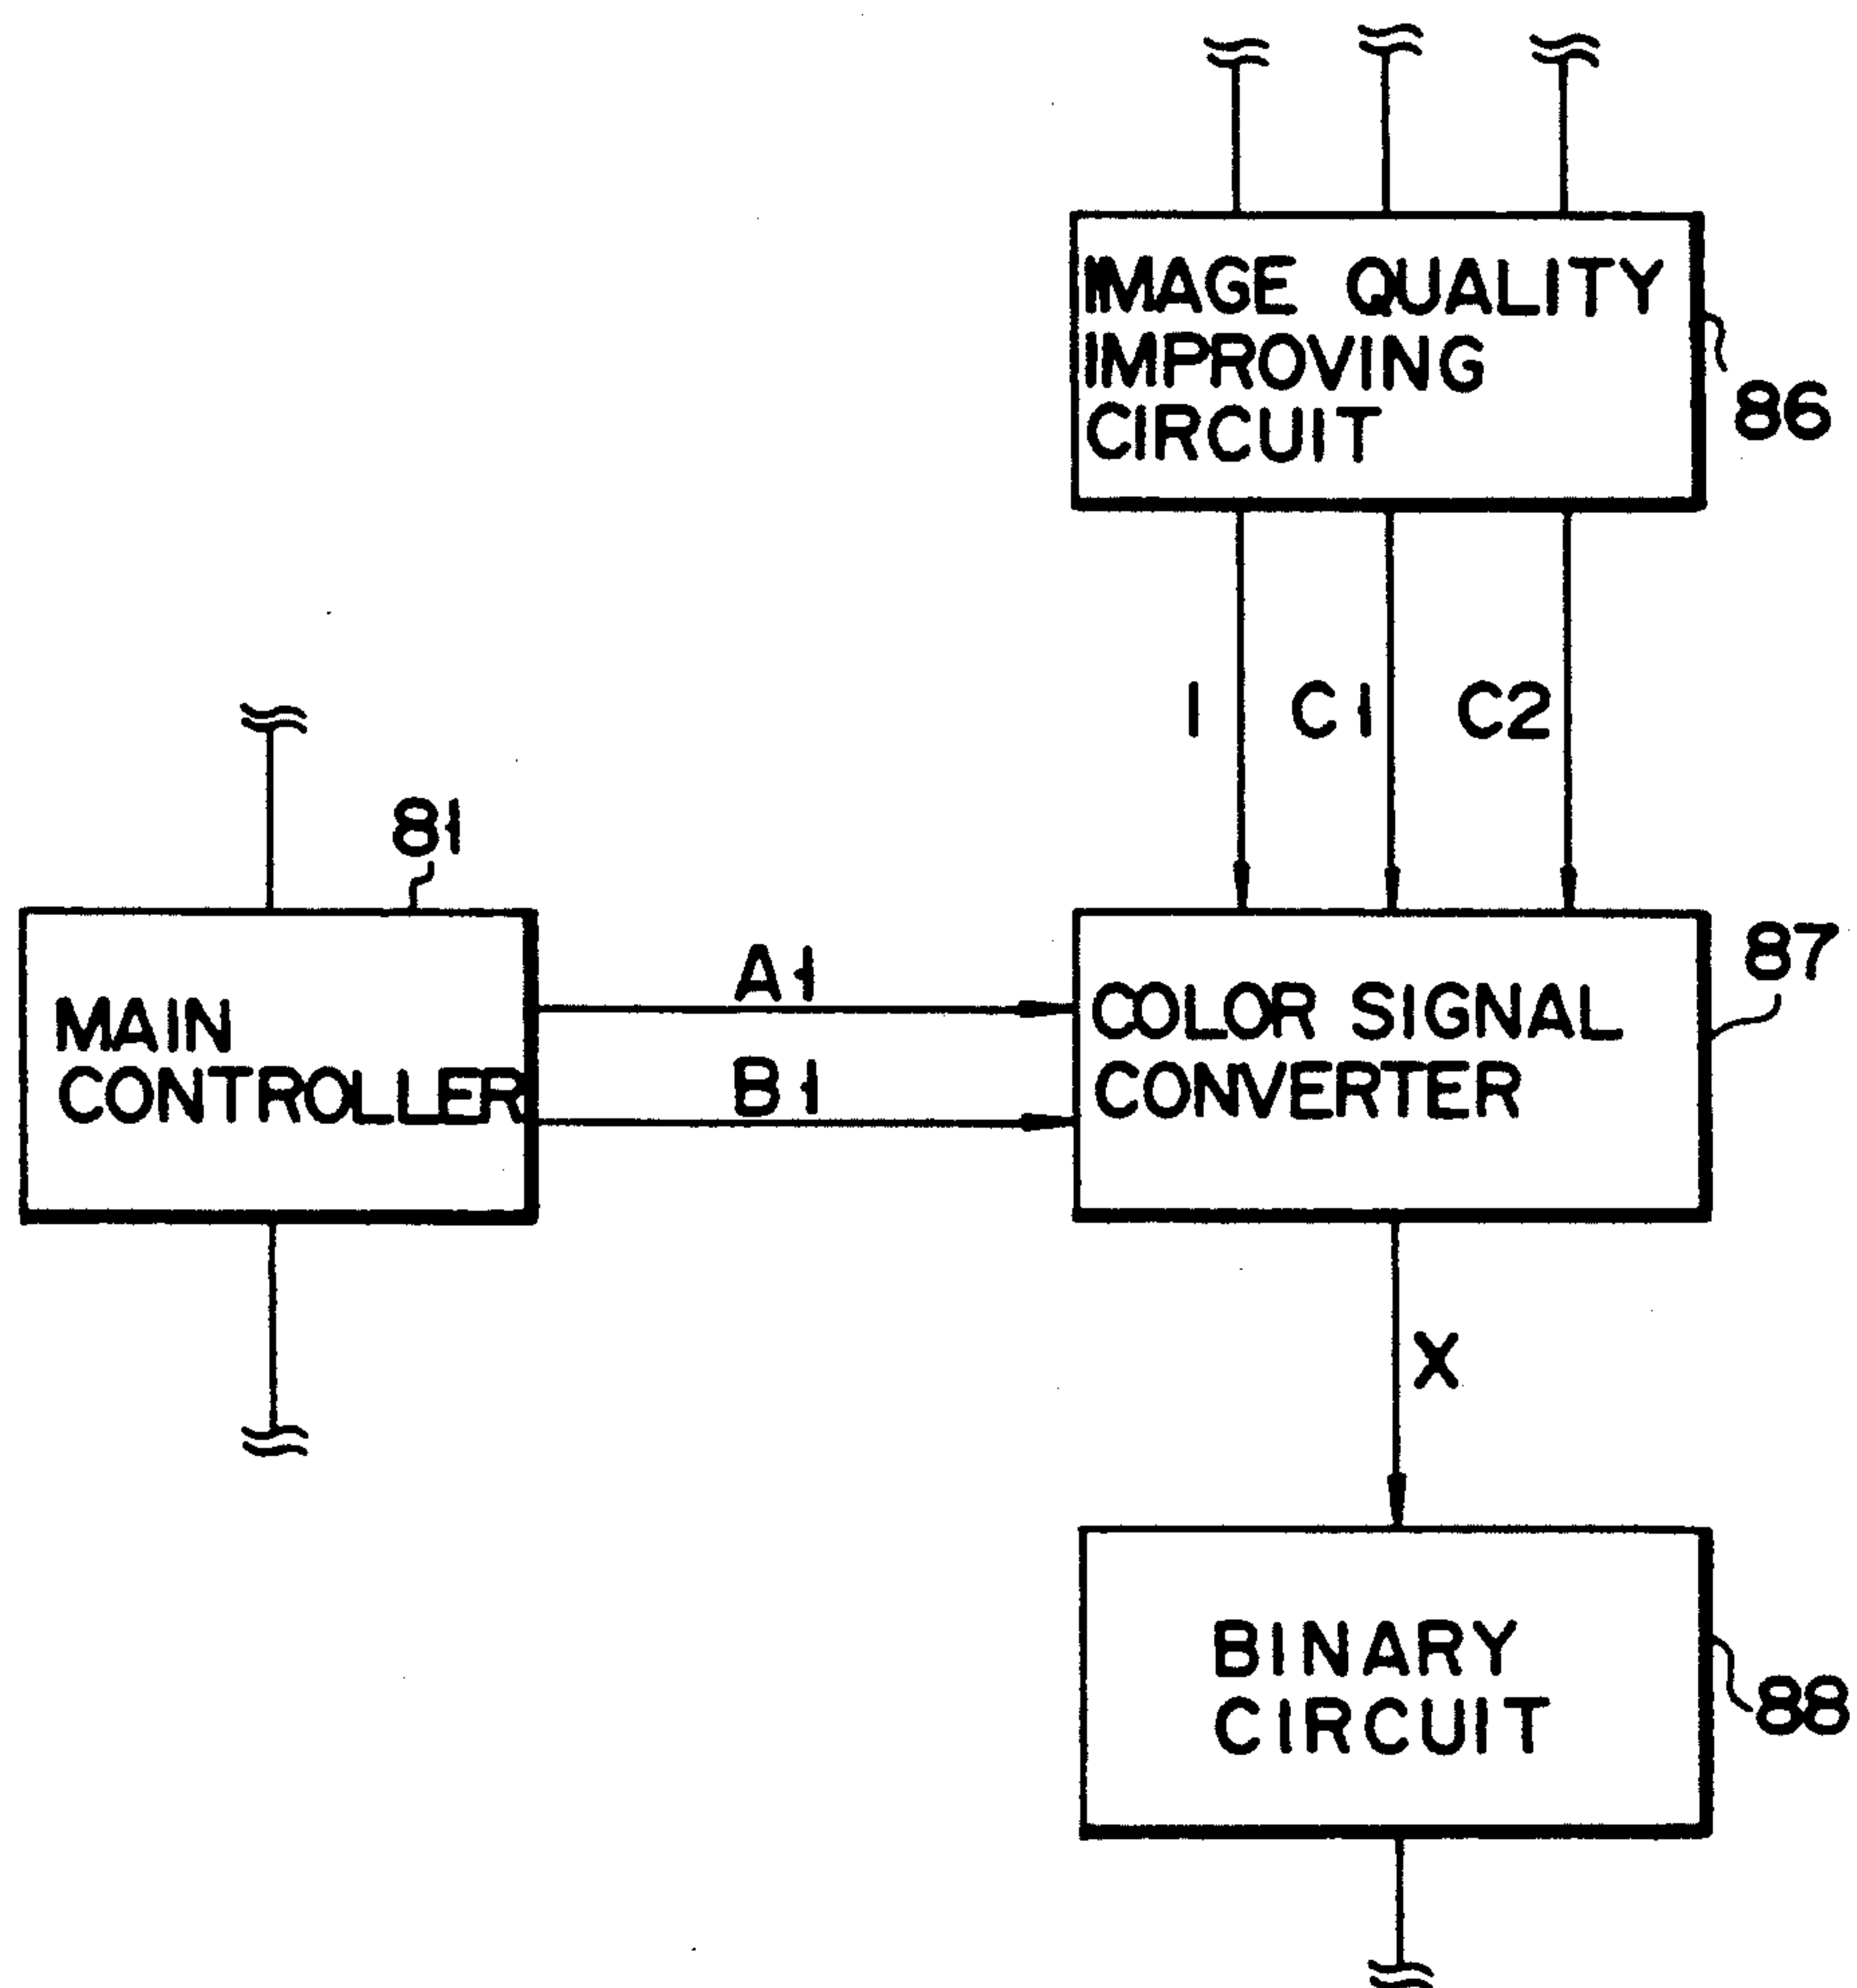 IMAGE QUALITY
IMPROVING
CIRCUIT
86
I
C1
C2
81
MAIN
CONTROLLER
A1
B1
COLOR SIGNAL
CONVERTER
87
X
BINARY
CIRCUIT
88